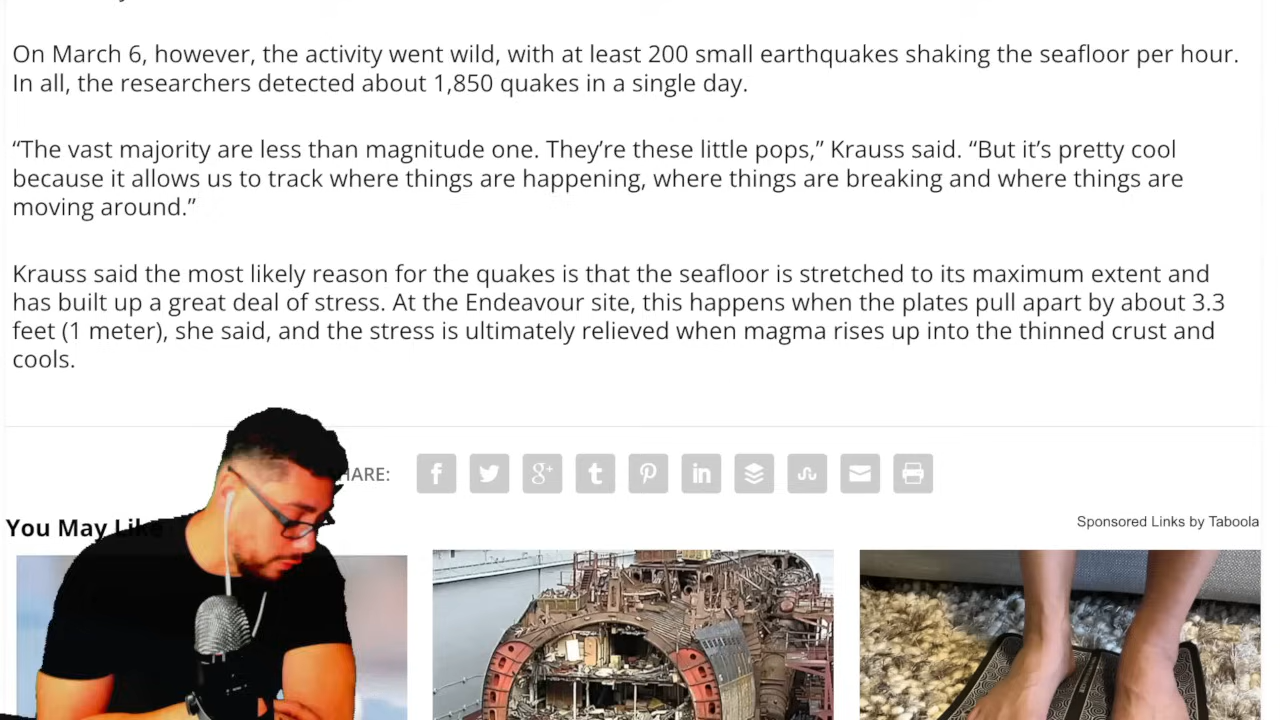 On March 6, however, the activity went wild, with at least 200 small earthquakes shaking the seafloor per hour.
In all, the researchers detected about 1,850 quakes in a single day.
“The vast majority are less than magnitude one. They’re these little pops,” Krauss said. “But it’s pretty cool
because it allows us to track where things are happening, where things are breaking and where things are
moving around.”
Krauss said the most likely reason for the quakes is that the seafloor is stretched to its maximum extent and
has built up a great deal of stress. At the Endeavour site, this happens when the plates pull apart by about 3.3
feet (1 meter), she said, and the stress is ultimately relieved when magma rises up into the thinned crust and
cools.
HARE:
You May Like
Sponsored Links by Taboola